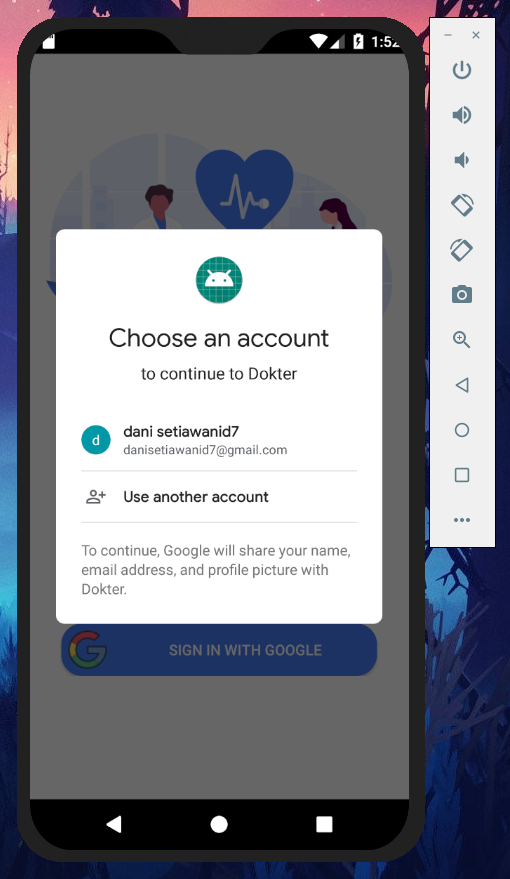 1:52
Choose an account
to continue to Dokter
d
dani setiawanid7
danisetiawanid7@gmail.com
Use another account
To continue, Google will share your name,
email address, and profile picture with
Dokter.
G
SIGN IN WITH GOOGLE